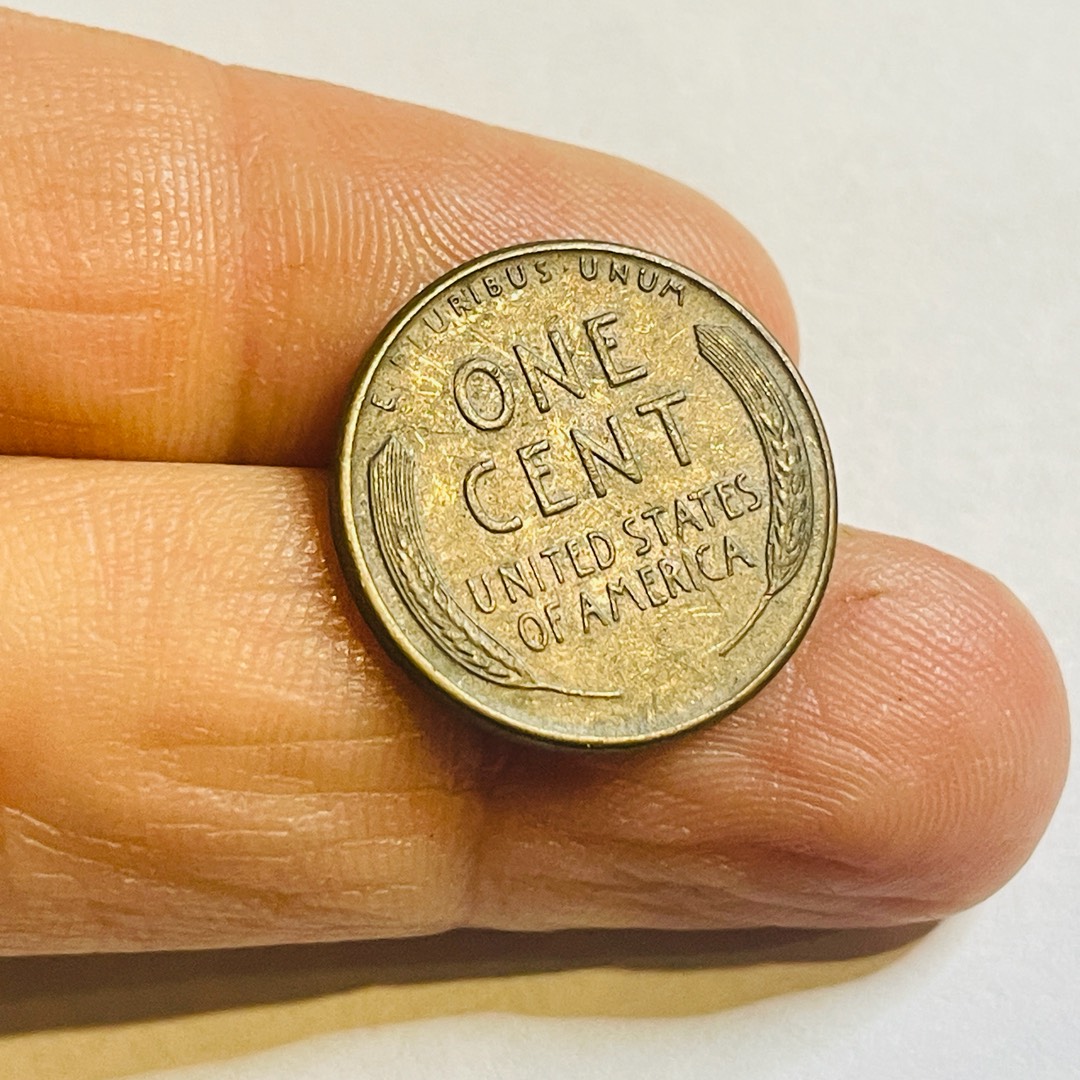 E PLURIBUS UNUM
ONE
CENT
UNITED STATES
OF AMERICA